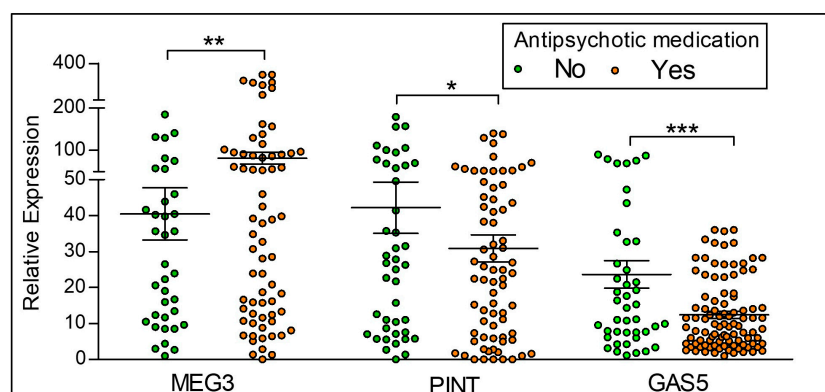 Antipsychotic medication
No Yes
** * ***
400
200
100
50
40
30
20
10
0
Relative Expression
MEG3 PINT GAS5